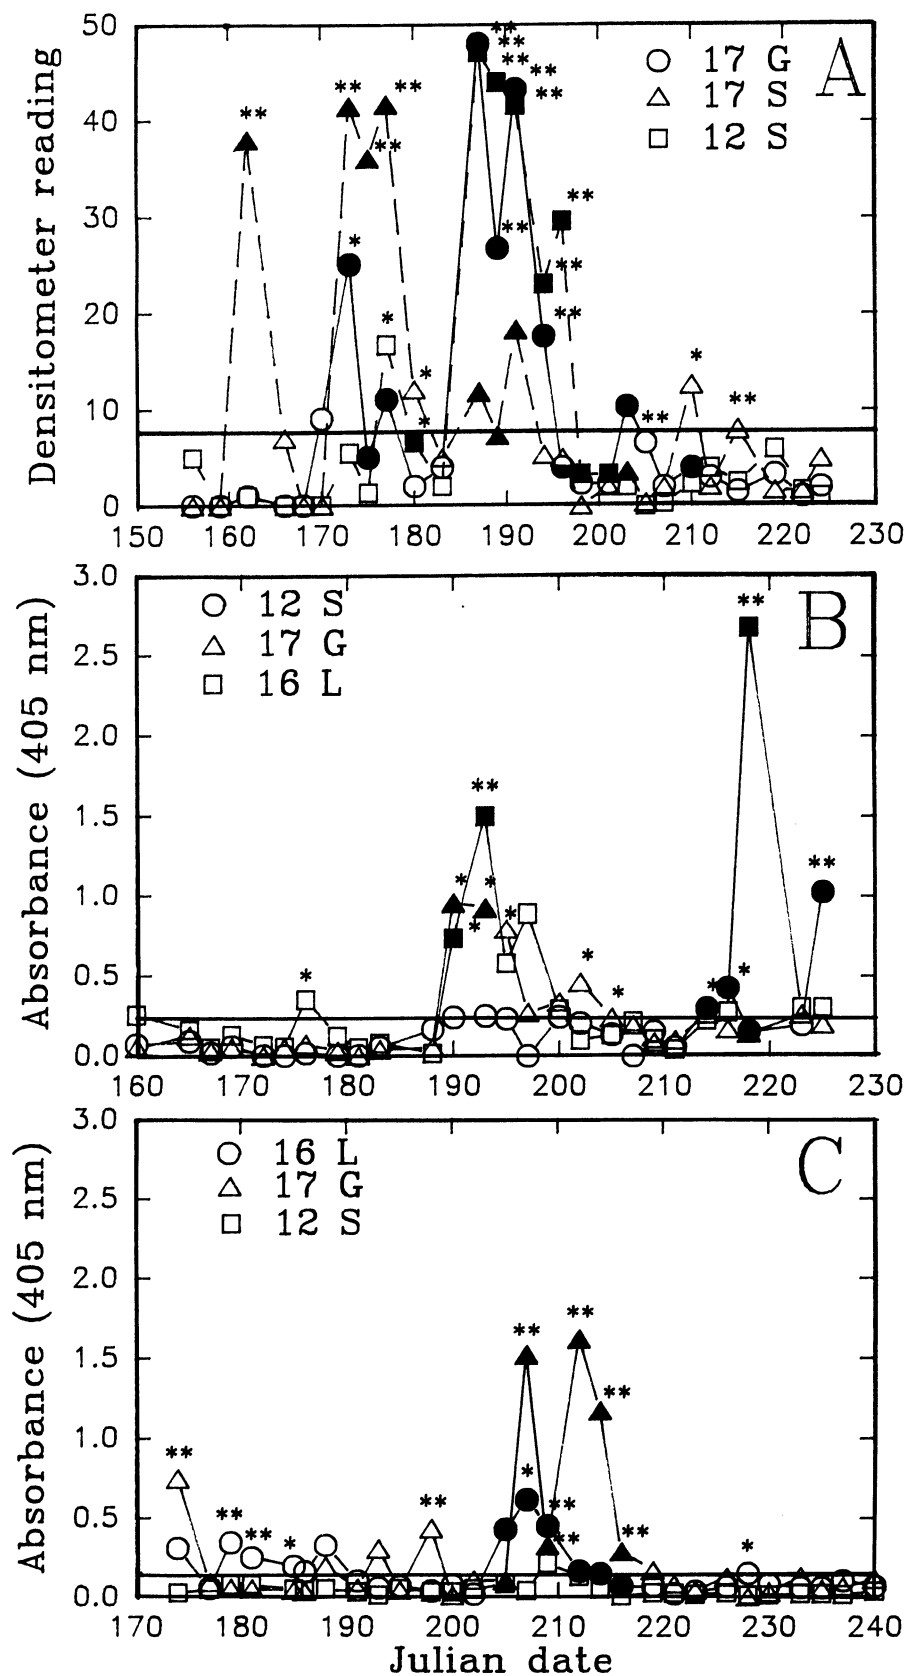 50
40
30
20
10
0
Densitometer reading
17 G
17 S
12 S
A
** ** ** ** **
** ** ** **
* ** **
** ** **
* * *
** * **
150 160 170 180 190 200 210 220 230
3.0
2.5
2.0
1.5
1.0
0.5
0.0
Absorbance (405 nm)
12 S
17 G
16 L
B
**
**
* * **
* *
* * * * *
160 170 180 190 200 210 220 230
3.0
2.5
2.0
1.5
1.0
0.5
0.0
Absorbance (405 nm)
16 L
17 G
12 S
C
** **
**
** *
** ** **
** * ** ** *
170 180 190 200 210 220 230 240
Julian date